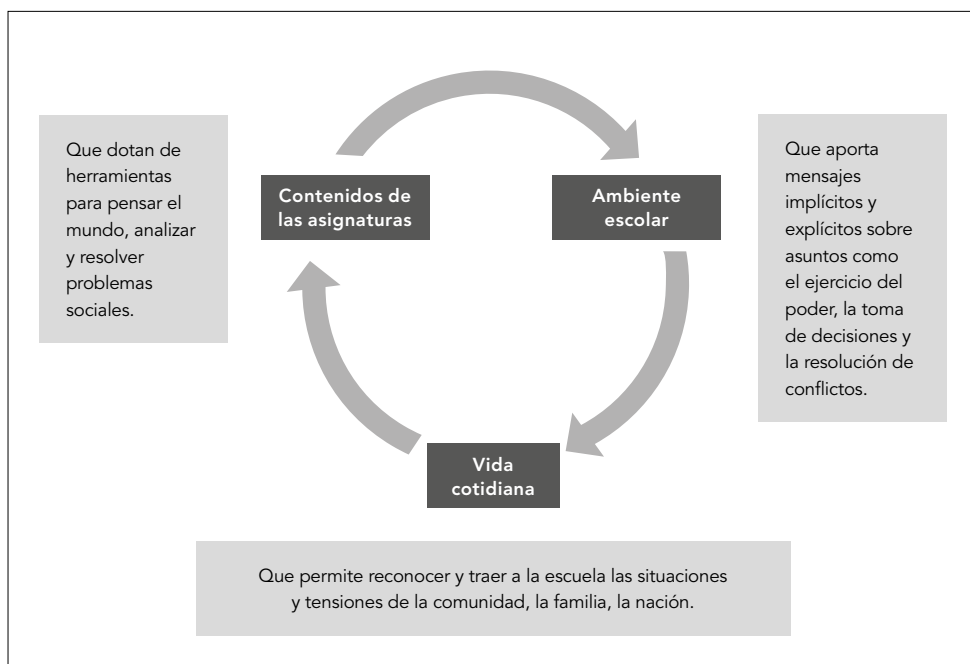 Que dotan de
herramientas
para pensar el
mundo, analizar
y resolver
problemas
sociales.
Contenidos de
las asignaturas
Ambiente
escolar
Que aporta
mensajes
implícitos y
explícitos sobre
asuntos como
el ejercicio del
poder, la toma
de decisiones y
la resolución de
conflictos.
Vida
cotidiana
Que permite reconocer y traer a la escuela las situaciones
y tensiones de la comunidad, la familia, la nación.